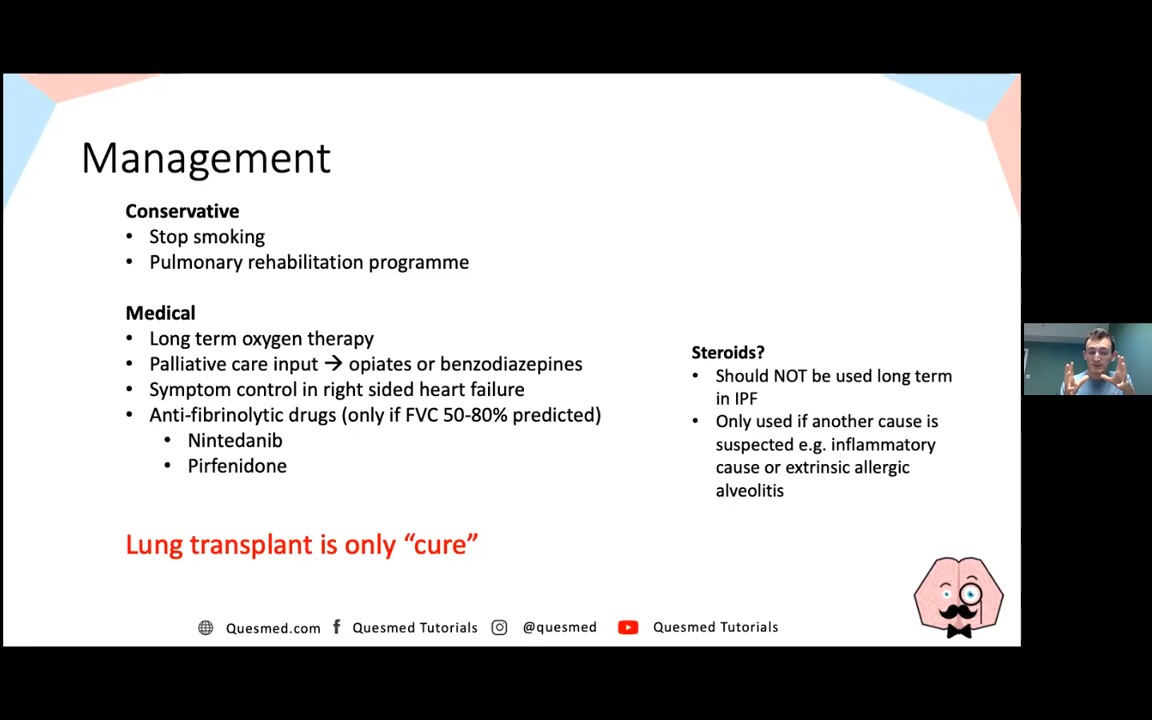 Management
Conservative
• Stop smoking
• Pulmonary rehabilitation programme
Medical
• Long term oxygen therapy
• Palliative care input → opiates or benzodiazepines
• Symptom control in right sided heart failure
• Anti-fibrinolytic drugs (only if FVC 50-80% predicted)
• Nintedanib
• Pirfenidone
Steroids?
• Should NOT be used long term
in IPF
• Only used if another cause is
suspected e.g. inflammatory
cause or extrinsic allergic
alveolitis
Lung transplant is only “cure”
Quesmed.com f Quesmed Tutorials @quesmed Quesmed Tutorials